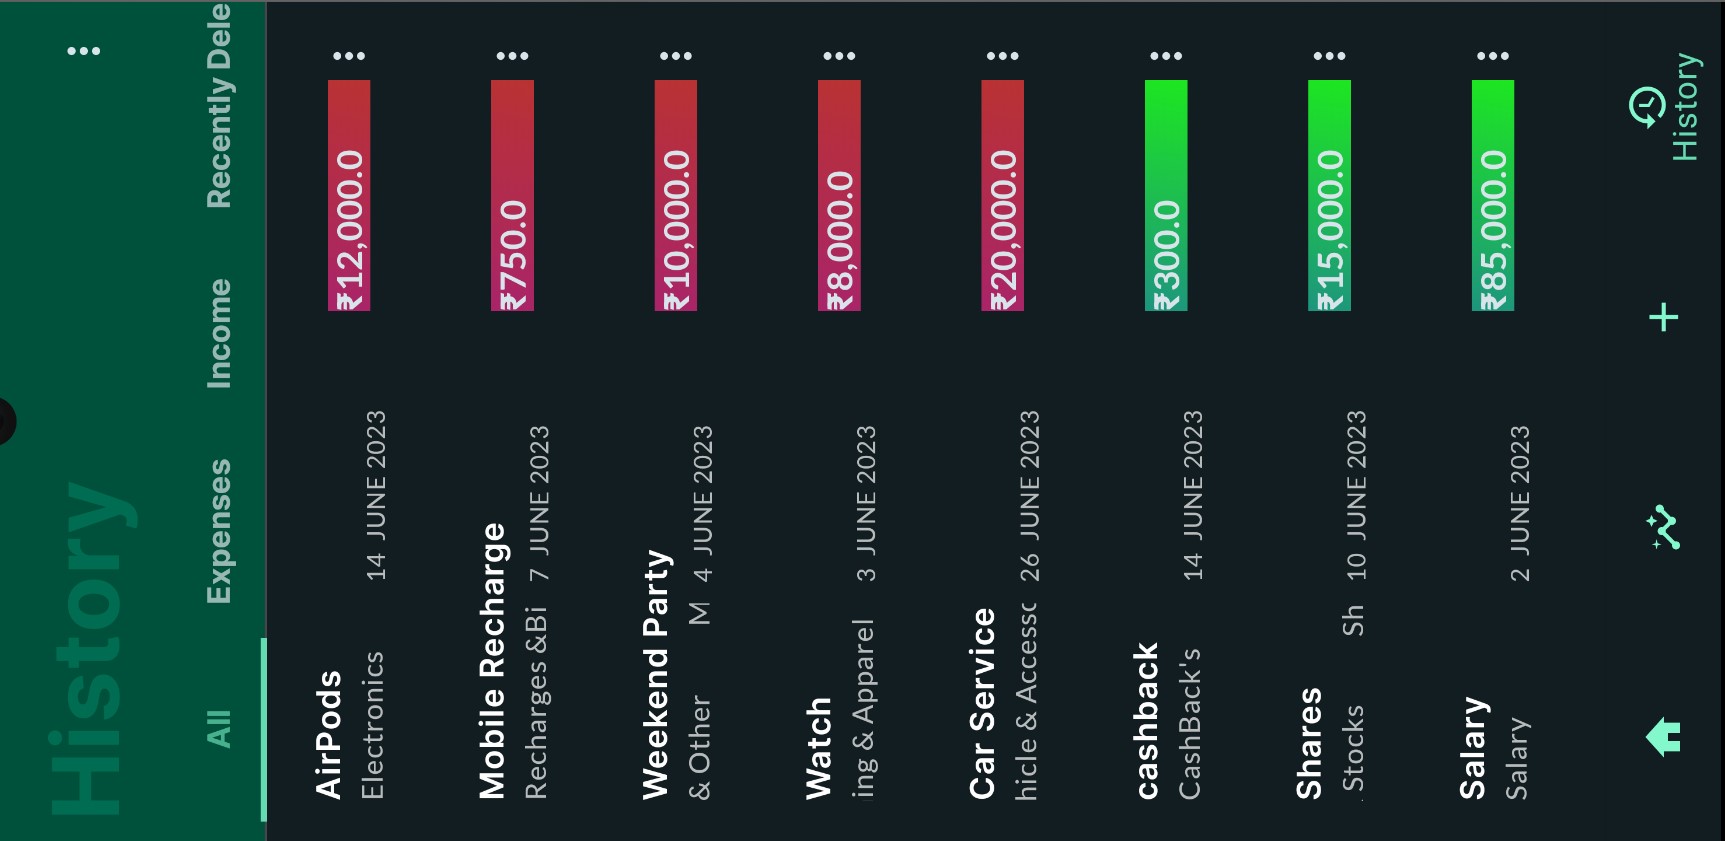 History
All Expenses Income Recently Dele
AirPods
Electronics 14 JUNE 2023
₹12,000.0
Mobile Recharge
Recharges &Bi 7 JUNE 2023
₹750.0
Weekend Party
& Other M 4 JUNE 2023
₹10,000.0
Watch
ing & Apparel 3 JUNE 2023
₹8,000.0
Car Service
hicle & Accesso 26 JUNE 2023
₹20,000.0
cashback
CashBack's 14 JUNE 2023
₹300.0
Shares
Stocks Sh 10 JUNE 2023
₹15,000.0
Salary
Salary 2 JUNE 2023
₹85,000.0
History